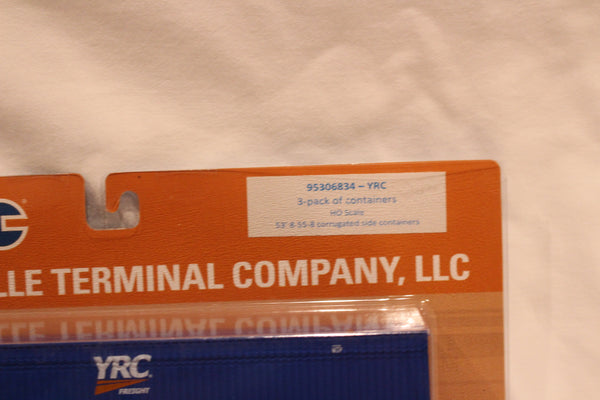 95306834 – YRC
3-pack of containers
HO Scale
53' 8-55-8 corrugated side containers
LLE TERMINAL COMPANY, LLC
YRC
FREIGHT